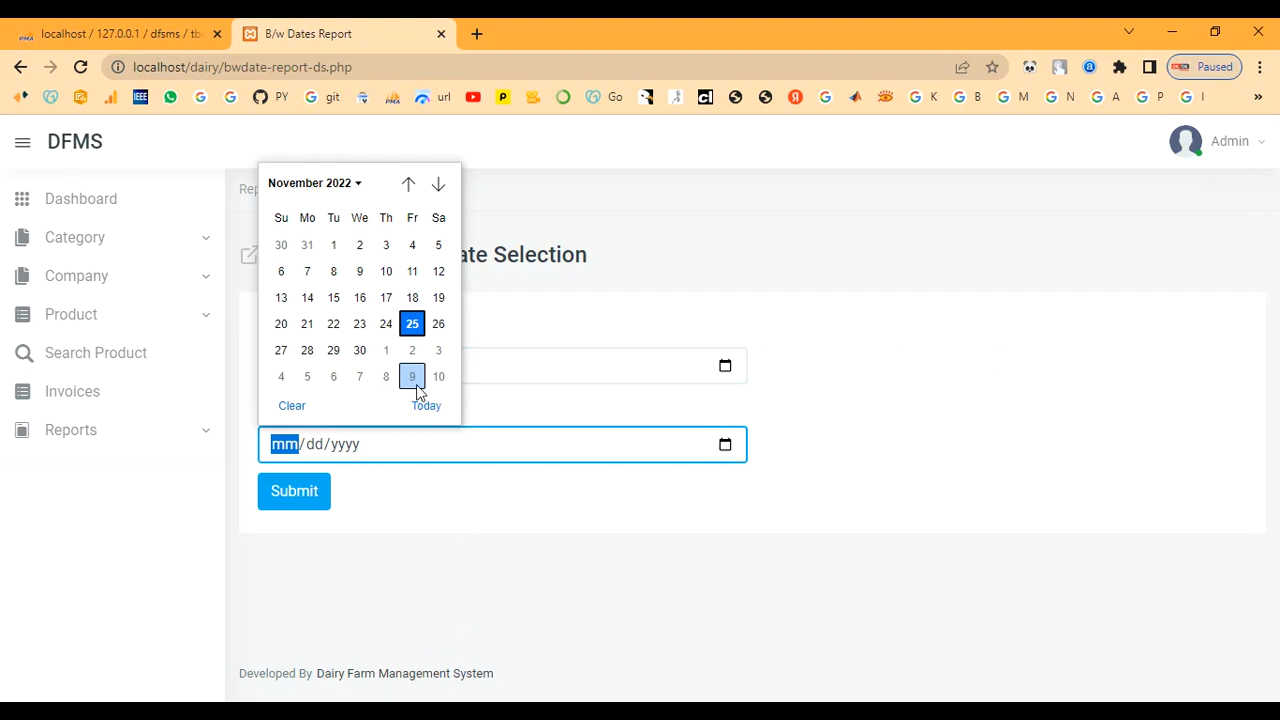 localhost / 127.0.0.1 / dfsms / tbl
B/w Dates Report
localhost/dairy/bwdate-report-ds.php
Paused
PY
git
url
Go
K
B
M
N
A
P
I
»
DFMS
Admin
Dashboard
Category
Company
Product
Search Product
Invoices
Reports
Rep
ate Selection
November 2022
Su Mo Tu We Th Fr Sa
30 31 1 2 3 4 5
6 7 8 9 10 11 12
13 14 15 16 17 18 19
20 21 22 23 24 25 26
27 28 29 30 1 2 3
4 5 6 7 8 9 10
Clear Today
mm/dd/yyyy
Submit
Developed By Dairy Farm Management System